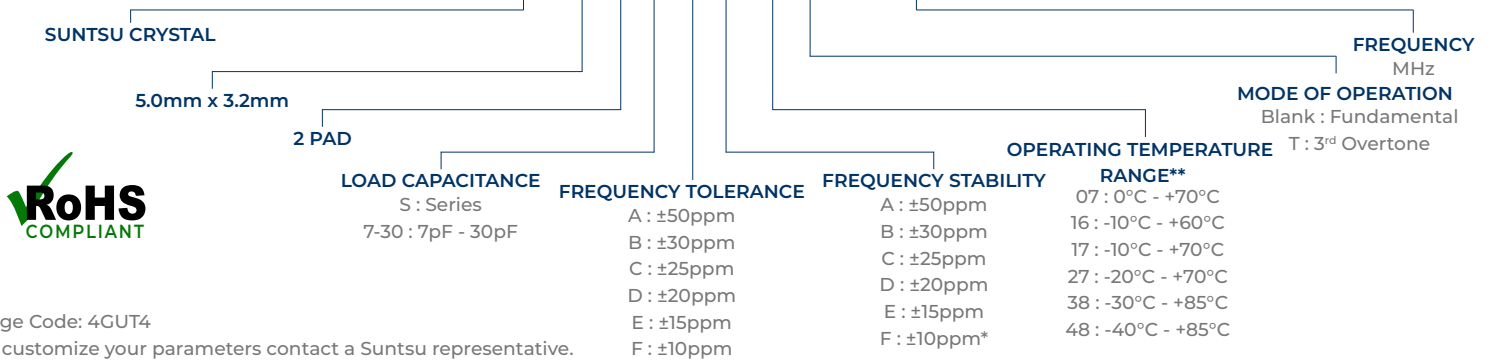 SUNTSU CRYSTAL
5.0mm x 3.2mm
2 PAD
RoHS
COMPLIANT
LOAD CAPACITANCE
S : Series
7-30 : 7pF - 30pF
FREQUENCY TOLERANCE
A : ±50ppm
B : ±30ppm
C : ±25ppm
D : ±20ppm
E : ±15ppm
F : ±10ppm
FREQUENCY STABILITY
A : ±50ppm
B : ±30ppm
C : ±25ppm
D : ±20ppm
E : ±15ppm
F : ±10ppm*
OPERATING TEMPERATURE
RANGE**
07 : 0°C - +70°C
16 : -10°C - +60°C
17 : -10°C - +70°C
27 : -20°C - +70°C
38 : -30°C - +85°C
48 : -40°C - +85°C
MODE OF OPERATION
Blank : Fundamental
T : 3rd Overtone
FREQUENCY
MHz
ge Code: 4GUT4
customize your parameters contact a Suntsu representative.